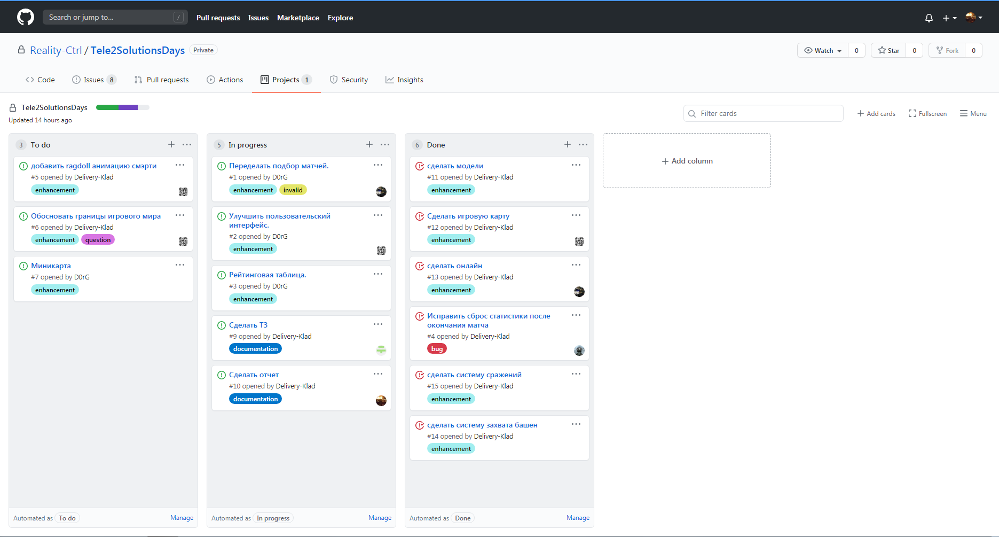 Search or jump to... /
Pull requests Issues Marketplace Explore
Reality-Ctrl / Tele2SolutionsDays Private
Watch 0 Star 0 Fork 0
Code Issues 8 Pull requests Actions Projects 1 Security Insights
Tele2SolutionsDays
Updated 14 hours ago
Filter cards Add cards Fullscreen Menu
3 To do
добавить ragdoll анимацию смэрти
#5 opened by Delivery-Klad
enhancement
Обосновать границы игрового мира
#6 opened by Delivery-Klad
enhancement question
Миникарта
#7 opened by D0rG
enhancement
Automated as To do Manage
5 In progress
Переделать подбор матчей.
#1 opened by D0rG
enhancement invalid
Улучшить пользовательский
интерфейс.
#2 opened by D0rG
enhancement
Рейтинговая таблица.
#3 opened by D0rG
enhancement
Сделать ТЗ
#9 opened by Delivery-Klad
documentation
Сделать отчет
#10 opened by Delivery-Klad
documentation
Automated as In progress Manage
6 Done
сделать модели
#11 opened by Delivery-Klad
enhancement
Сделать игровую карту
#12 opened by Delivery-Klad
enhancement
сделать онлайн
#13 opened by Delivery-Klad
enhancement
Исправить сброс статистики после
окончания матча
#4 opened by Delivery-Klad
bug
сделать систему сражений
#15 opened by Delivery-Klad
enhancement
сделать систему захвата башен
#14 opened by Delivery-Klad
enhancement
Automated as Done Manage
Add column